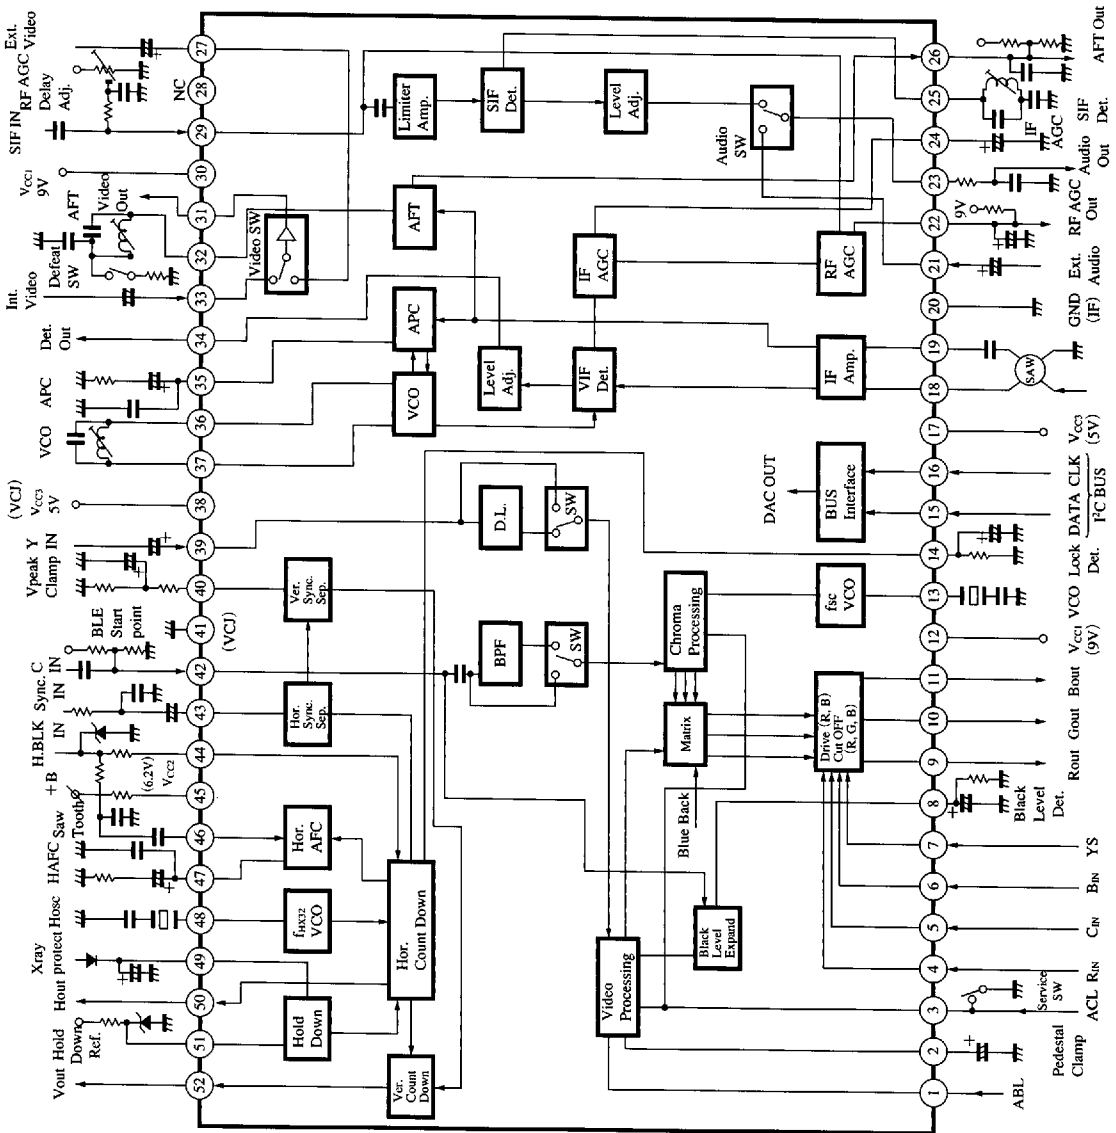 Ext.
Video
RF AGC
Delay
Adj.
SIF IN
NC
VCC1
9V
Video
Out
AFT
Defeat
SW
Int.
Video
Det.
Out
APC
VCO
(VCJ)
VCC3
5V
Y
IN
Vpeak
Clamp
BLE
Start
point
(VCJ)
C
IN
Sync.
IN
H.BLK
IN
+B
(6.2V)
VCC2
Saw
Tooth
HAFC
Hosc
Xray
protect
Hout
Hold
Down
Ref.
Vout
27
28
29
30
31
32
33
34
35
36
37
38
39
40
41
42
43
44
45
46
47
48
49
50
51
52
Limiter
Amp.
SIF
Det.
Level
Adj.
Audio
SW
Video SW
AFT
IF
AGC
RF
AGC
APC
VCO
Level
Adj.
VIF
Det.
IF
Amp.
D.L.
SW
DAC OUT
BUS
Interface
Ver.
Sync.
Sep.
Hor.
Sync.
Sep.
BPF
SW
Chroma
Processing
fsc
VCO
Matrix
Drive (R, B)
Cut OFF
(R, G, B)
Blue Back
Hor.
AFC
fHX32
VCO
Hor.
Count Down
Hold
Down
Ver.
Count
Down
Black
Level
Expand
Video
Processing
26
25
24
23
22
21
20
19
18
17
16
15
14
13
12
11
10
9
8
7
6
5
4
3
2
1
AFT Out
SIF
Det.
IF
AGC
Audio
Out
9V
RF AGC
Out
Ext.
Audio
GND
(IF)
SAW
VCC3
(5V)
CLK
DATA
I²C BUS
Lock
Det.
VCO
VCC1
(9V)
Bout
Gout
Rout
Black
Level
Det.
YS
BIN
CIN
RIN
Service
SW
ACL
Pedestal
Clamp
ABL